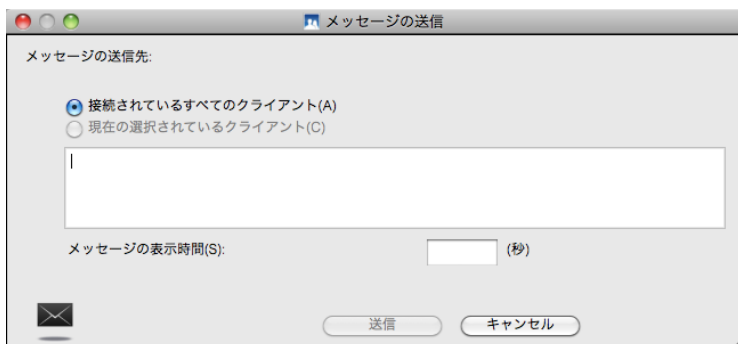 メッセージの送信
メッセージの送信先:
接続されているすべてのクライアント(A)
現在の選択されているクライアント(C)
メッセージの表示時間(S): (秒)
送信 キャンセル